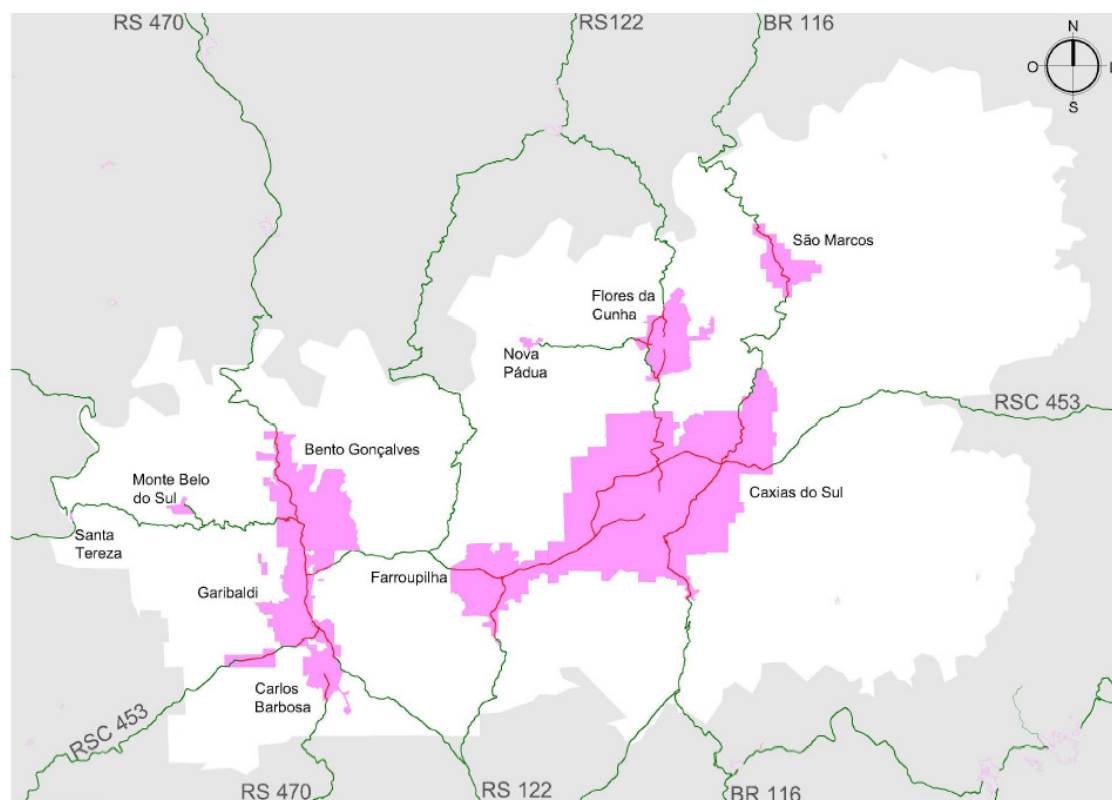 RS 470
RS122
BR 116
N
O
L
S
São Marcos
Flores da
Cunha
Nova
Pádua
RSC 453
Bento Gonçalves
Monte Belo
do Sul
Caxias do Sul
Santa
Tereza
Farroupilha
Garibaldi
Carlos
Barbosa
RSC 453
RS 470
RS 122
BR 116